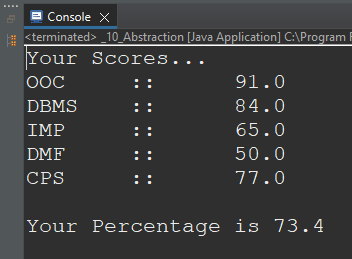 Console
<terminated> _10_Abstraction [Java Application] C:\Program
Your Scores...
OOC :: 91.0
DBMS :: 84.0
IMP :: 65.0
DMF :: 50.0
CPS :: 77.0
Your Percentage is 73.4